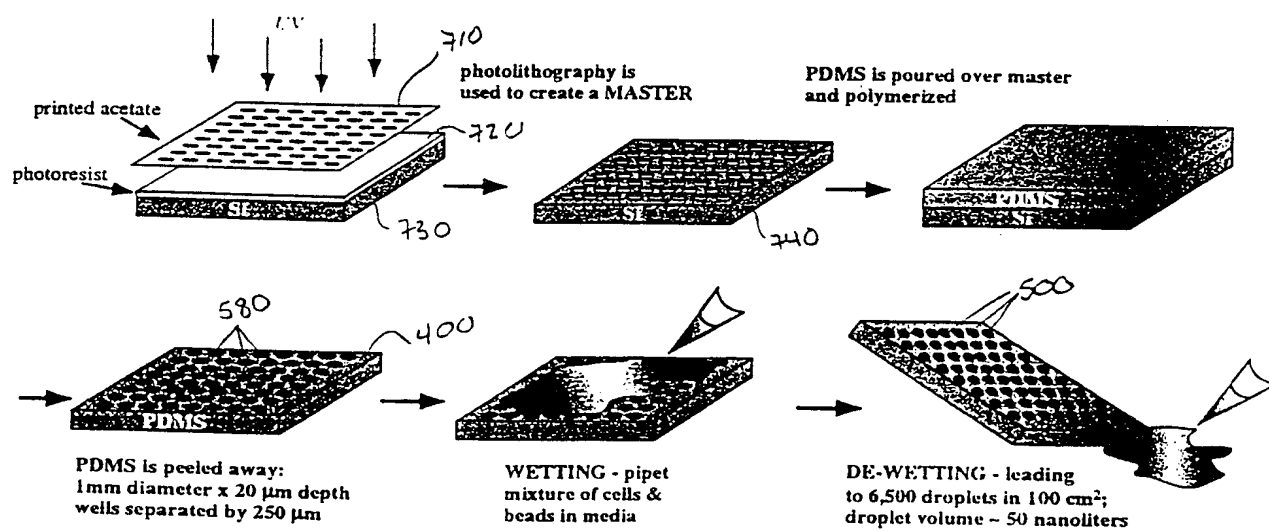 710
photolithography is
used to create a MASTER
PDMS is poured over master
and polymerized
printed acetate
720
photoresist
SI
730
SI
740
PDMS
SI
580
400
500
PDMS
PDMS is peeled away:
1mm diameter x 20 µm depth
wells separated by 250 µm
WETTING - pipet
mixture of cells &
beads in media
DE-WETTING - leading
to 6,500 droplets in 100 cm²;
droplet volume ~ 50 nanoliters